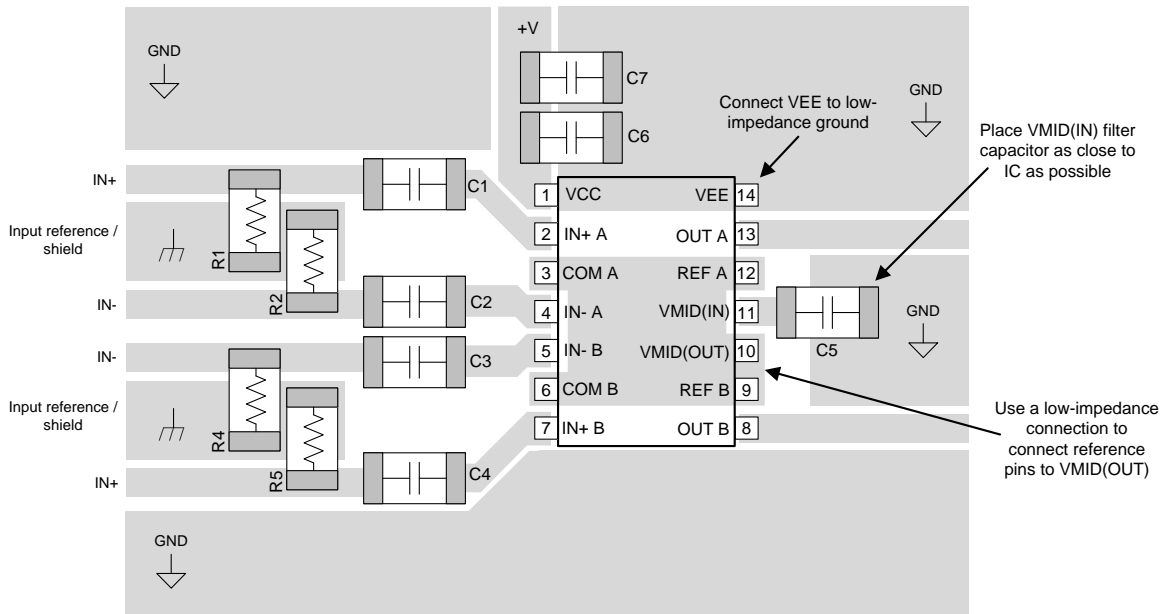 +V
GND
C7
Connect VEE to low-
impedance ground
GND
Place VMID(IN) filter
capacitor as close to
IC as possible
C6
IN+
C1
1 VCC VEE 14
Input reference /
shield
R1
R2
2 IN+ A OUT A 13
3 COM A REF A 12
IN-
C2
4 IN- A VMID(IN) 11
C5
GND
IN-
C3
5 IN- B VMID(OUT) 10
6 COM B REF B 9
Input reference /
shield
R4
R5
7 IN+ B OUT B 8
Use a low-impedance
connection to
connect reference
pins to VMID(OUT)
IN+
C4
GND